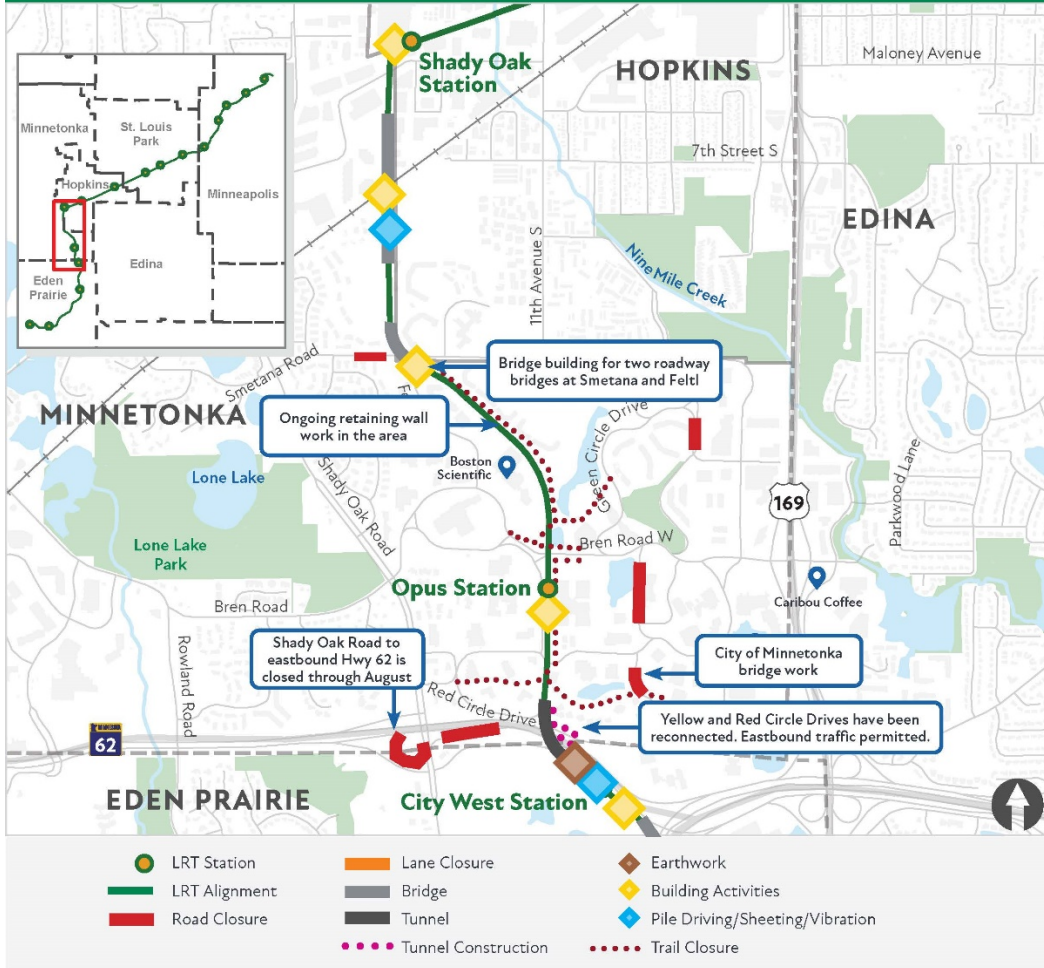 Shady Oak
Station
HOPKINS
Maloney Avenue
Minnetonka
St. Louis
Park
Hopkins
Minneapolis
Edina
Eden
Prairie
7th Street S
EDINA
11th Avenue S
Nine Mile Creek
Smetana Road
Bridge building for two roadway
bridges at Smetana and Feltl
MINNETONKA
Ongoing retaining wall
work in the area
Green Circle Drive
Boston
Scientific
Lone Lake
Shady Oak Road
169
Parkwood Lane
Lone Lake
Park
Bren Road W
Opus Station
Caribou Coffee
Bren Road
Rowland Road
Shady Oak Road to
eastbound Hwy 62 is
closed through August
City of Minnetonka
bridge work
Red Circle Drive
Yellow and Red Circle Drives have been
reconnected. Eastbound traffic permitted.
62
EDEN PRAIRIE
City West Station
LRT Station
LRT Alignment
Road Closure
Lane Closure
Bridge
Tunnel
Tunnel Construction
Earthwork
Building Activities
Pile Driving/Sheeting/Vibration
Trail Closure